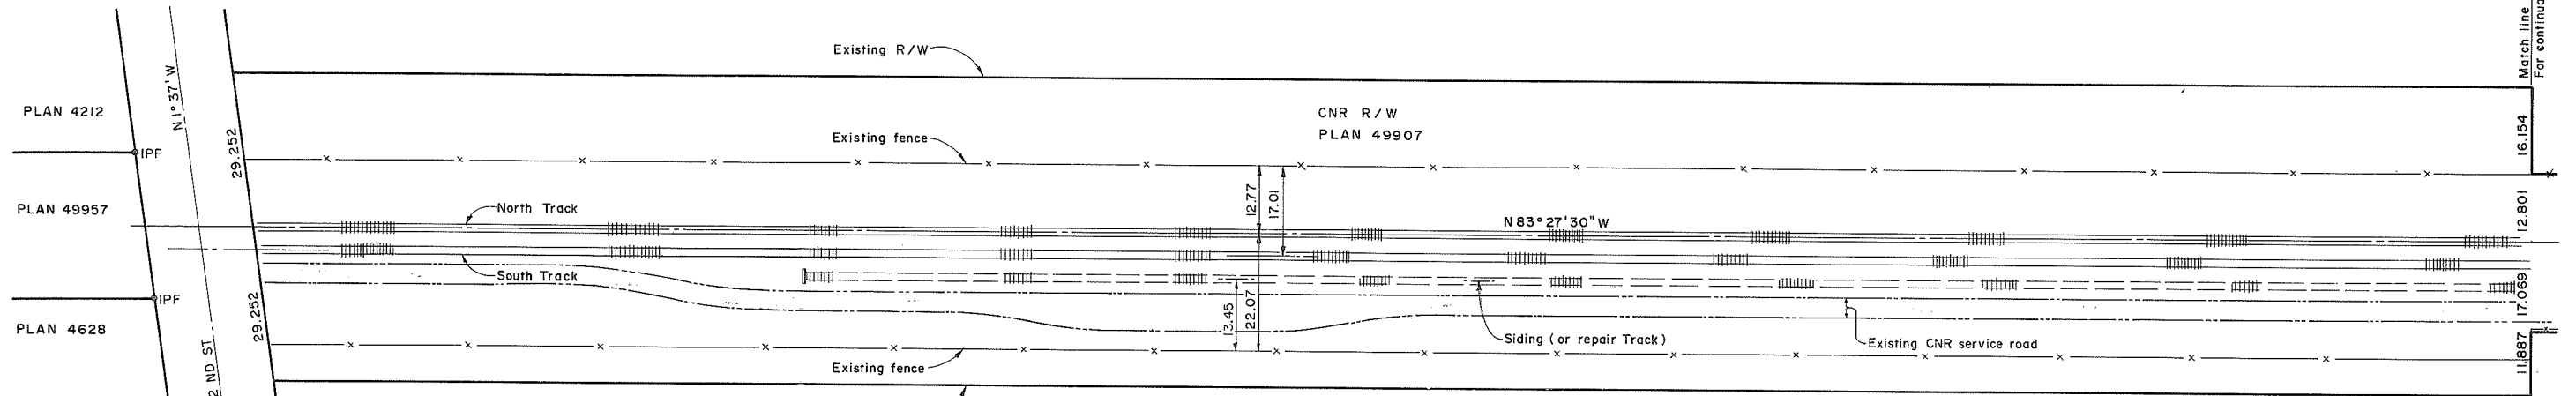 Existing R/W
Match line
For continua
N 1° 37' W
PLAN 4212
CNR R/W
PLAN 49907
Existing fence
29.252
16.154
IPF
12.77
17.01
PLAN 49957
North Track
N 83° 27' 30" W
12.801
South Track
IPF
29.252
13.45
22.07
17.069
PLAN 4628
Siding (or repair Track)
Existing CNR service road
2 ND ST
Existing fence
11.887